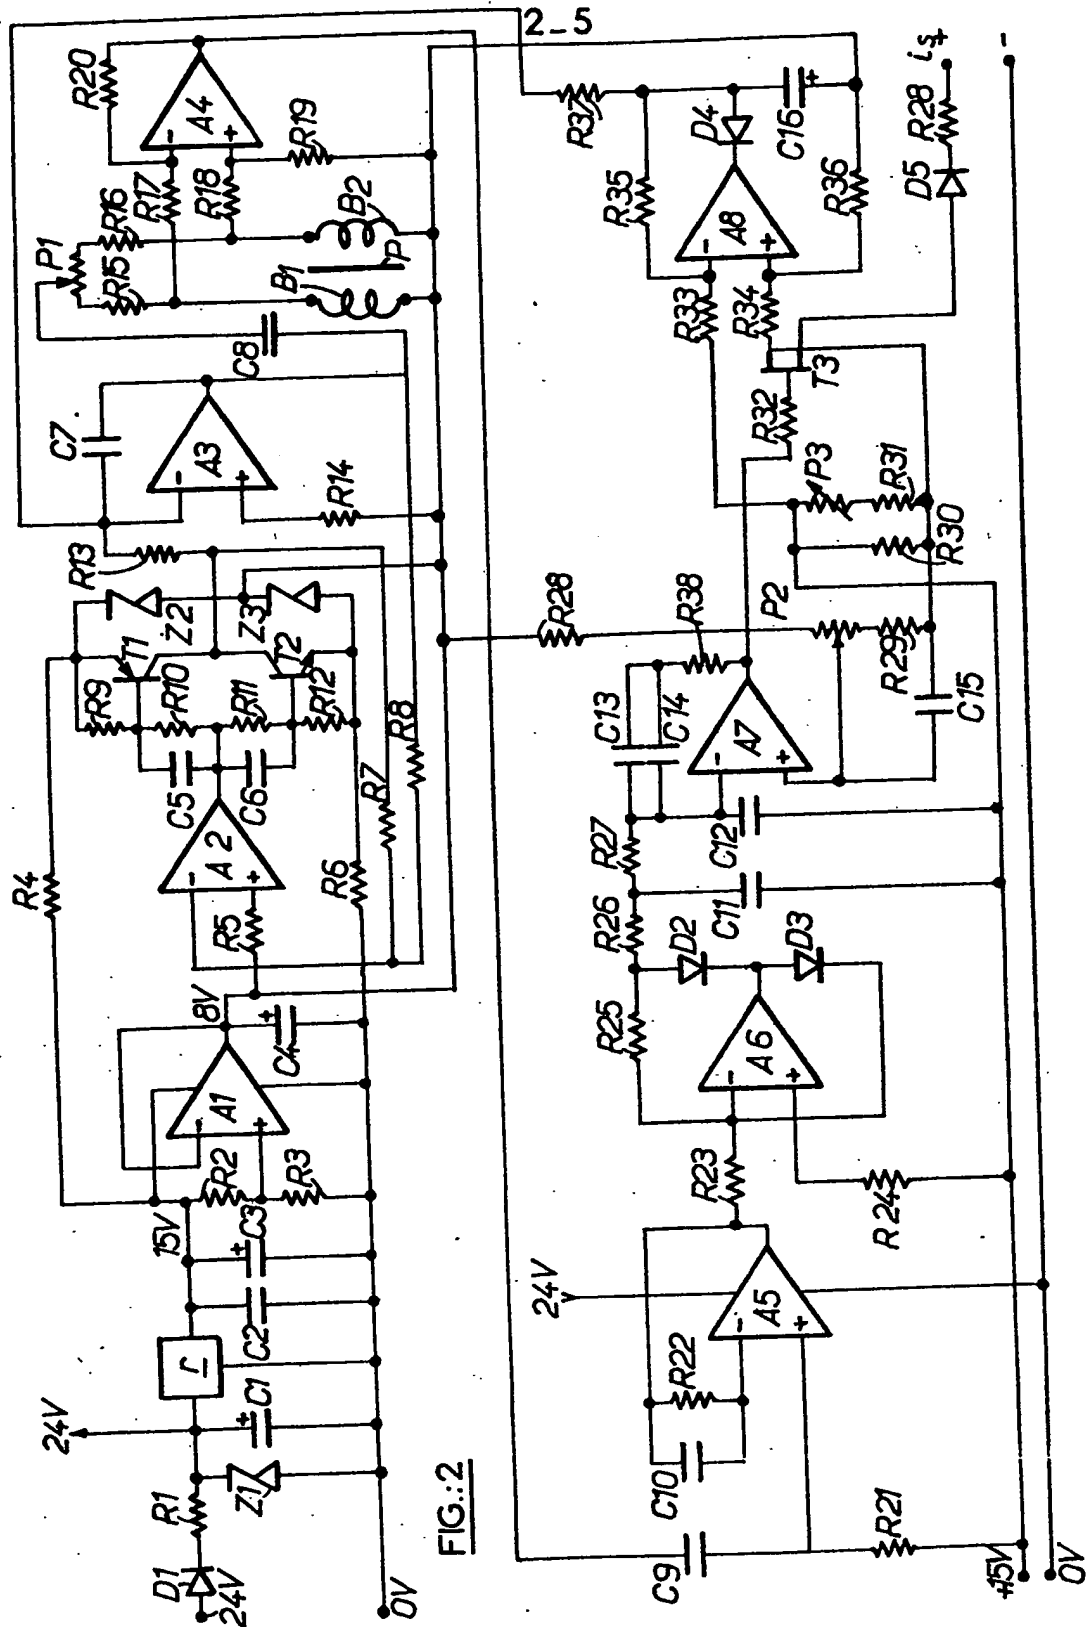 2_5
D1
24V
R1
24V
Z1
C1
+
r
C2
C3
+
15V
R2
R3
0V
FIG.:2
A1
-
+
8V
C4
+
R4
R5
A2
-
+
R6
R7
R8
C5
C6
R9
R10
R11
R12
T1
T2
Z2
Z3
R13
C7
A3
-
+
R14
C8
P1
R15
R16
B1
B2
P
R17
R18
R19
R20
A4
-
+
C9
R21
C10
R22
24V
A5
-
+
+15V
0V
R23
R24
A6
-
+
R25
D2
D3
R26
C11
R27
C12
C13
C14
A7
-
+
R38
R28
P2
R29
C15
R30
R31
P3
R32
T3
R33
R34
A8
-
+
R35
R36
D4
C16
+
R37
D5
R28
is
+
-